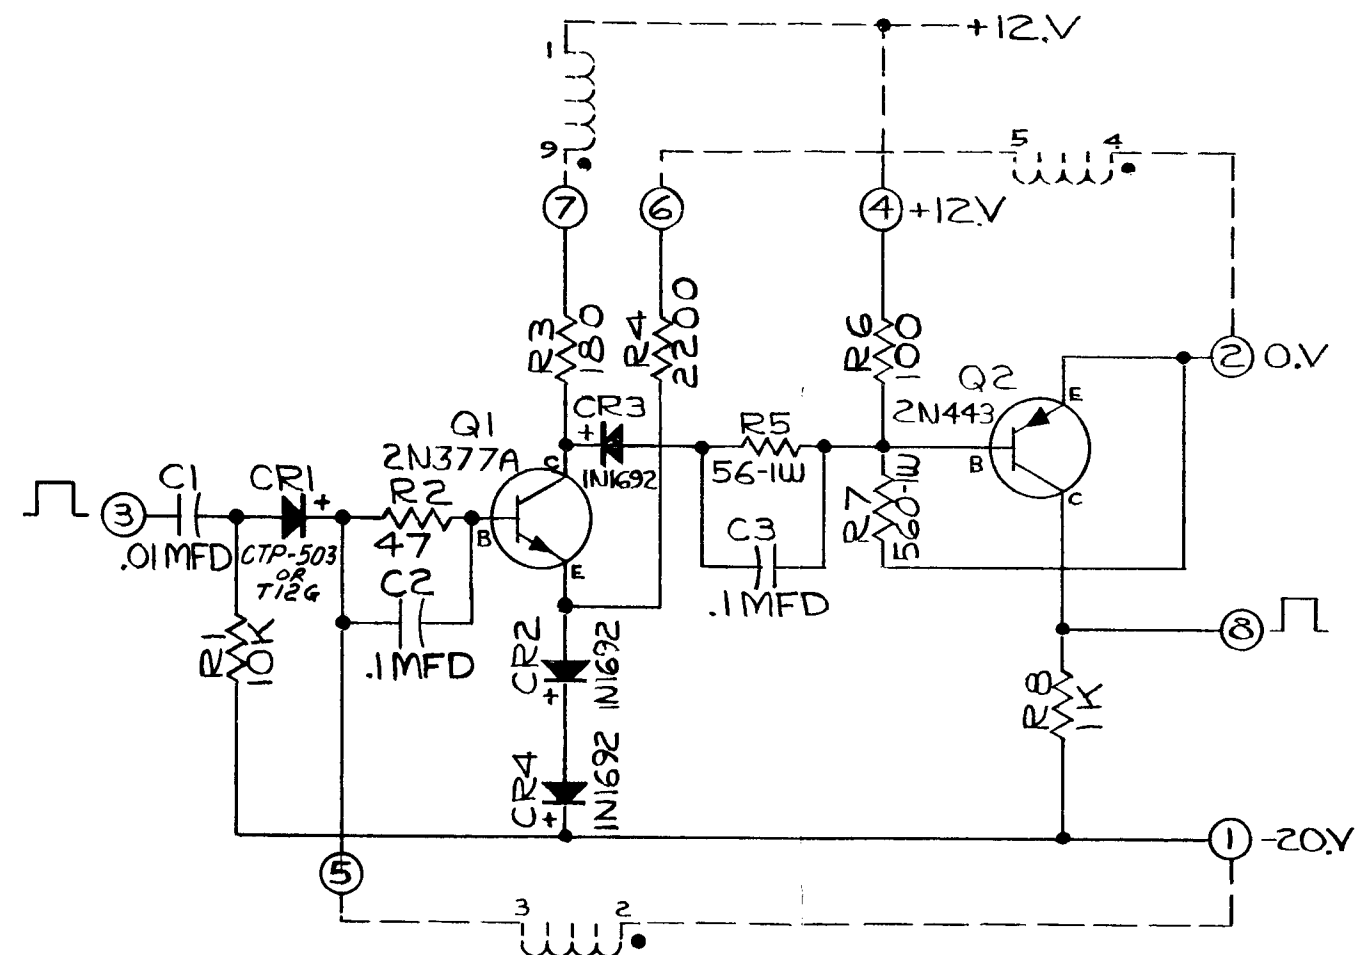 +12.V
1
9
5 4
7
6
4 +12.V
R3
180
R4
2200
R6
100
2 0.V
Q2
2N443
E
B
C
CR3
+
1N1692
R5
56-1W
C3
.1MFD
R7
560-1W
Q1
2N377A
C
B
E
C1
3
.01MFD
CR1
+
CTP-503
OR
T12G
R2
47
C2
.1MFD
R1
10K
CR2
+
1N1692
CR4
+
1N1692
8
R8
1K
1 -20.V
5
3 2